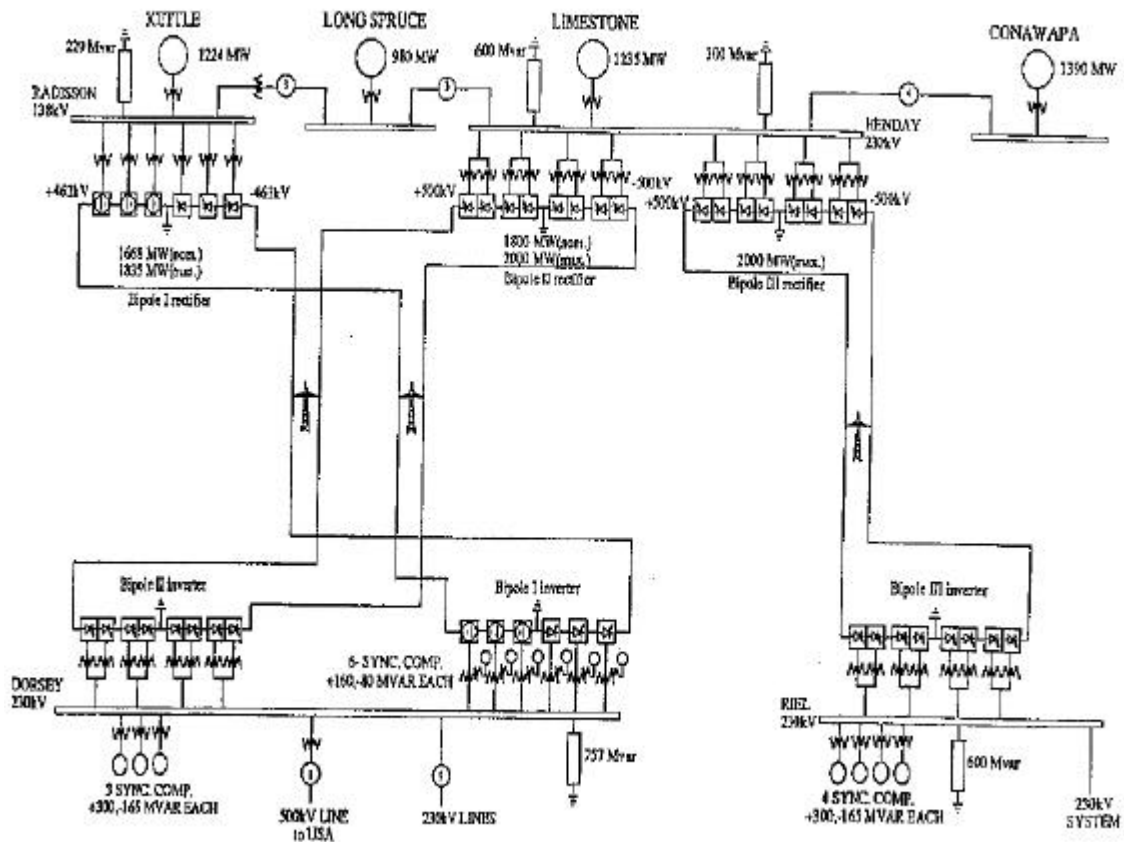 KETTLE
LONG SPRUCE
LIMESTONE
CONAWAPA
229 Mvar
1224 MW
980 MW
600 Mvar
1235 MW
300 Mvar
1390 MW
RADISSON
138kV
HENDAY
230kV
+463kV
-463kV
+500kV
-500kV
+500kV
-500kV
1668 MW(nom.)
1835 MW(max.)
Bipole I rectifier
1800 MW(nom.)
2000 MW(max.)
Bipole II rectifier
2000 MW(max.)
Bipole III rectifier
Bipole II inverter
Bipole I inverter
Bipole III inverter
6- SYNC. COMP.
+160,-40 MVAR EACH
DORSEY
230kV
RIEL
230kV
757 Mvar
600 Mvar
3 SYNC. COMP.
+300,-165 MVAR EACH
500kV LINE
to USA
230kV LINES
4 SYNC. COMP.
+300,-165 MVAR EACH
230kV
SYSTEM